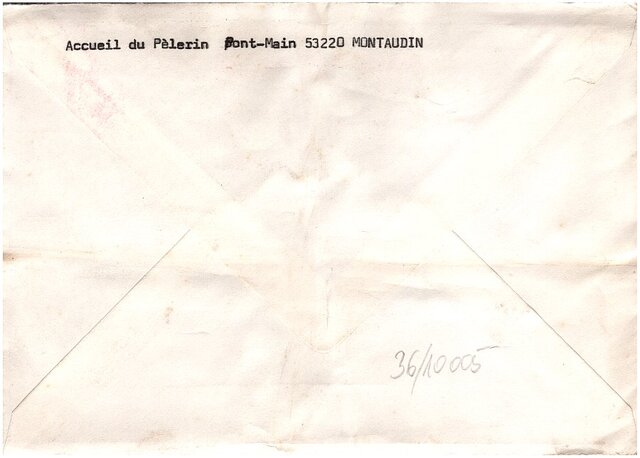 Accueil du Pèlerin Pont-Main 53220 MONTAUDIN
36/10005